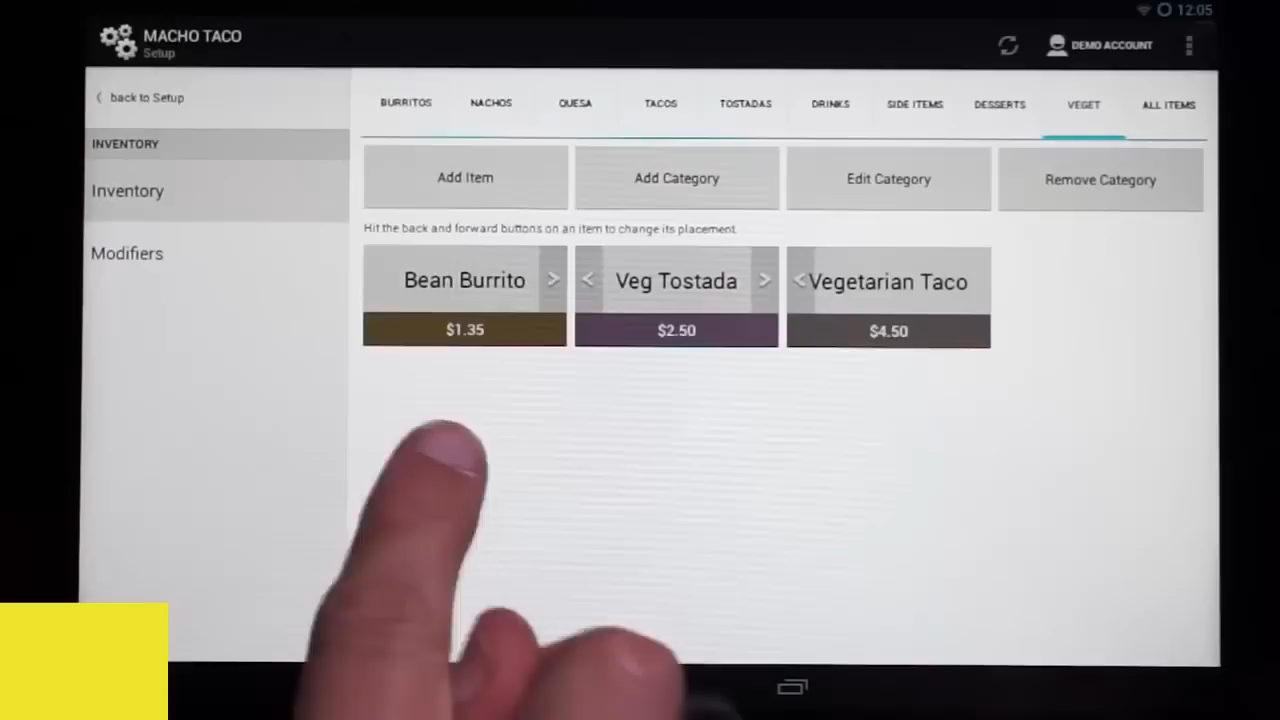 12:05
MACHO TACO
Setup
DEMO ACCOUNT
back to Setup
BURRITOS NACHOS QUESA TACOS TOSTADAS DRINKS SIDE ITEMS DESSERTS VEGET ALL ITEMS
INVENTORY
Inventory
Modifiers
Add Item Add Category Edit Category Remove Category
Hit the back and forward buttons on an item to change its placement.
Bean Burrito > < Veg Tostada > < Vegetarian Taco
$1.35 $2.50 $4.50